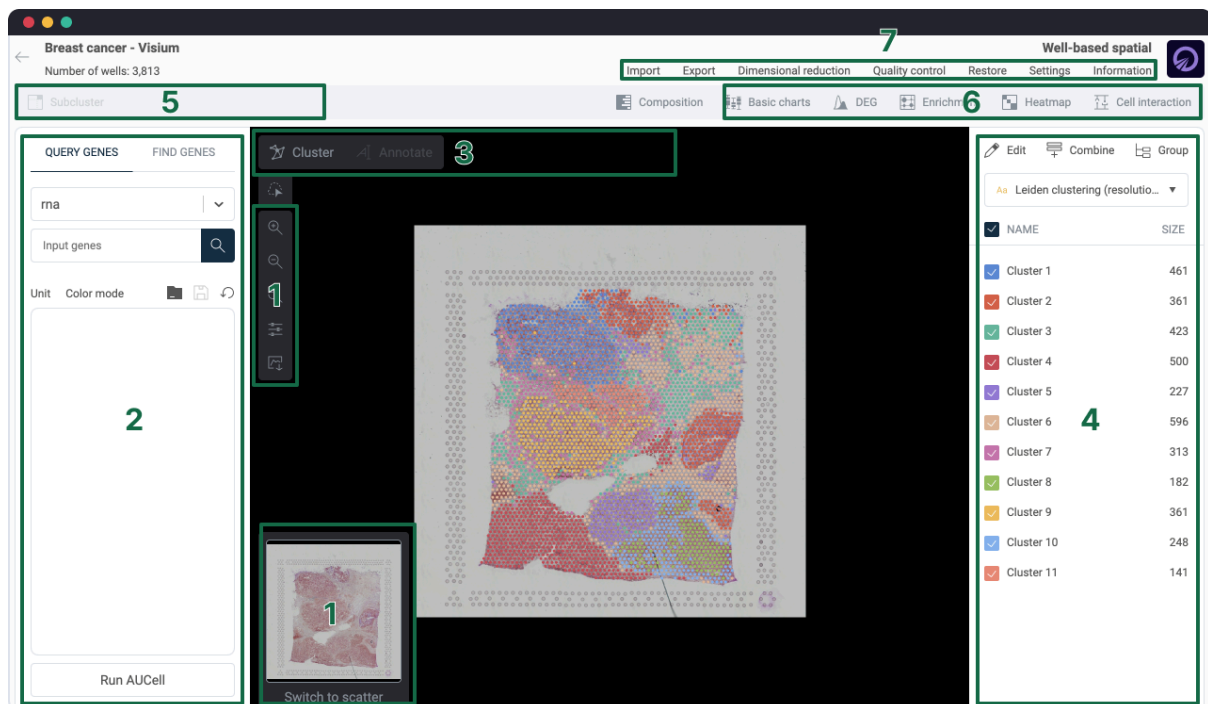 7
Breast cancer - Visium
Well-based spatial
Number of wells: 3,813
Import Export Dimensional reduction Quality control Restore Settings Information
Subcluster 5
Composition Basic charts DEG 6 Heatmap Cell interaction
QUERY GENES FIND GENES
Cluster Annotate 3
Edit Combine Group
rna
Aa Leiden clustering (resolutio...
Input genes
NAME SIZE
Unit Color mode
1
2
Cluster 1 461
Cluster 2 361
Cluster 3 423
Cluster 4 500
Cluster 5 227
Cluster 6 596
4
Cluster 7 313
Cluster 8 182
Cluster 9 361
Cluster 10 248
Cluster 11 141
1
Run AUCell
Switch to scatter